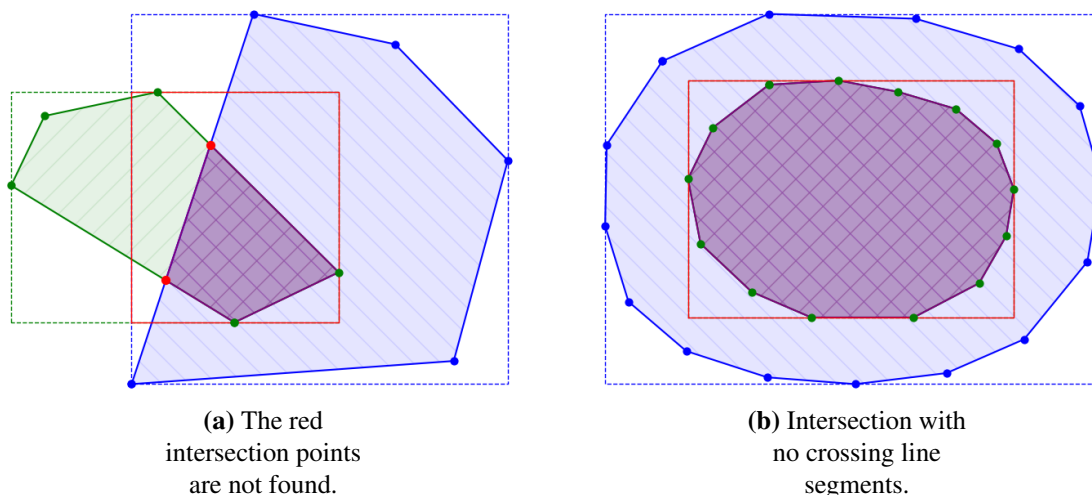 (a) The red
intersection points
are not found.
(b) Intersection with
no crossing line
segments.